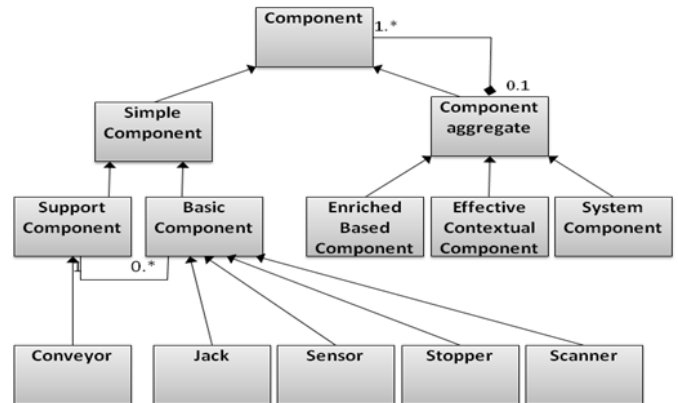 Component
1.*
0.1
Simple
Component
Component
aggregate
Support
Component
Basic
Component
Enriched
Based
Component
Effective
Contextual
Component
System
Component
1
0.*
Conveyor
Jack
Sensor
Stopper
Scanner